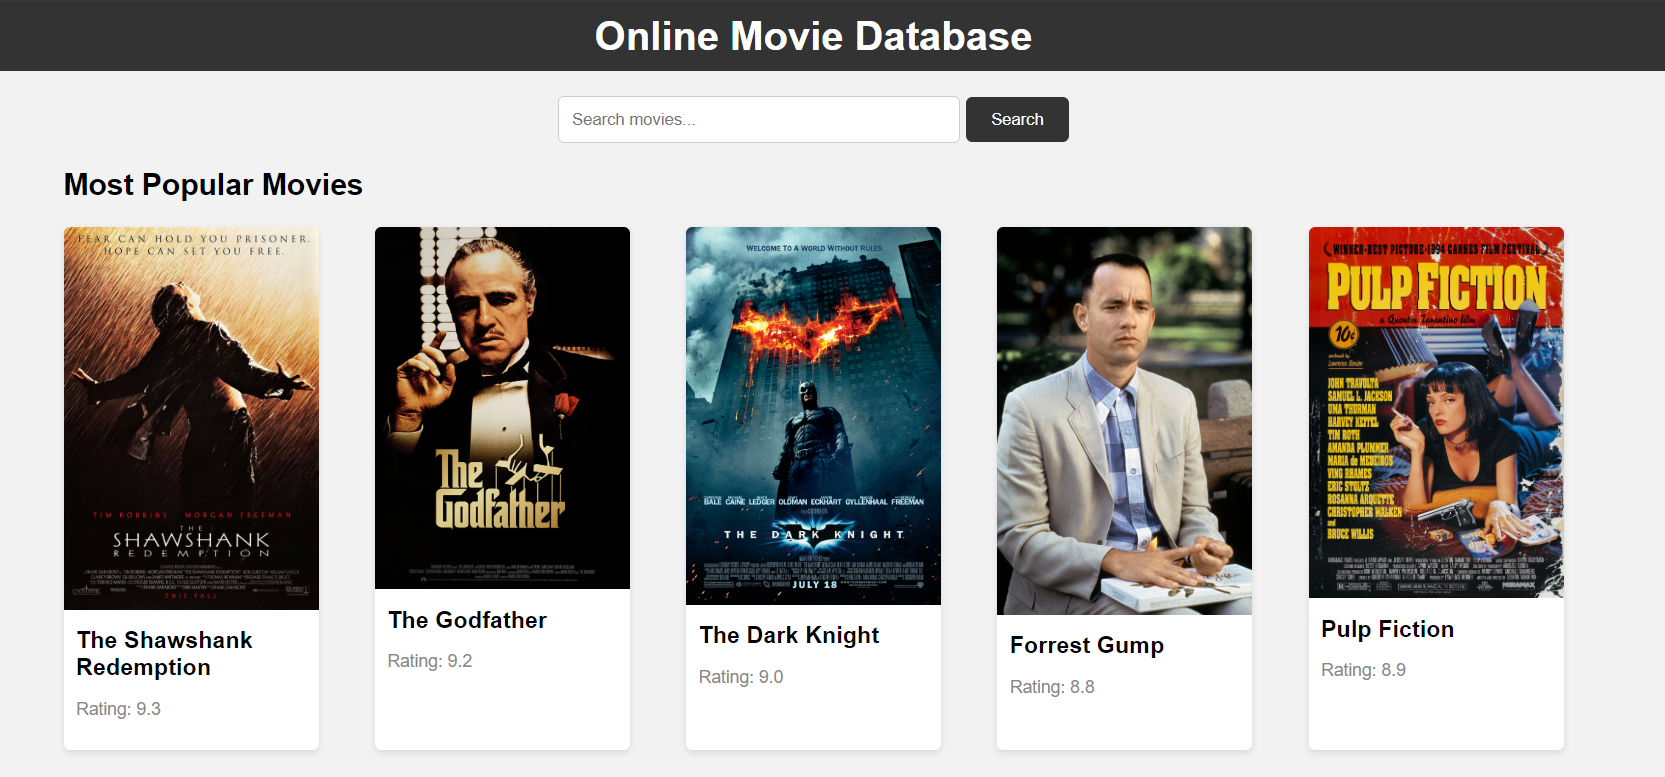 Online Movie Database
Search movies...
Search
Most Popular Movies
FEAR CAN HOLD YOU PRISONER.
HOPE CAN SET YOU FREE.
TIM ROBBINS MORGAN FREEMAN
THE
SHAWSHANK
REDEMPTION
THIS FALL
The Shawshank
Redemption
Rating: 9.3
The
Godfather
The Godfather
Rating: 9.2
WELCOME TO A WORLD WITHOUT RULES.
BALE CAINE LEDGER OLDMAN ECKHART GYLLENHAAL FREEMAN
THE DARK KNIGHT
JULY 18
The Dark Knight
Rating: 9.0
Forrest Gump
Rating: 8.8
WINNER-BEST PICTURE-1994 CANNES FILM FESTIVAL
PULP FICTION
a Quentin Tarantino film
10¢
produced by
Lawrence Bender
JOHN TRAVOLTA
SAMUEL L. JACKSON
UMA THURMAN
HARVEY KEITEL
TIM ROTH
AMANDA PLUMMER
MARIA de MEDEIROS
VING RHAMES
ERIC STOLTZ
ROSANNA ARQUETTE
CHRISTOPHER WALKEN
and
BRUCE WILLIS
MIRAMAX
Pulp Fiction
Rating: 8.9